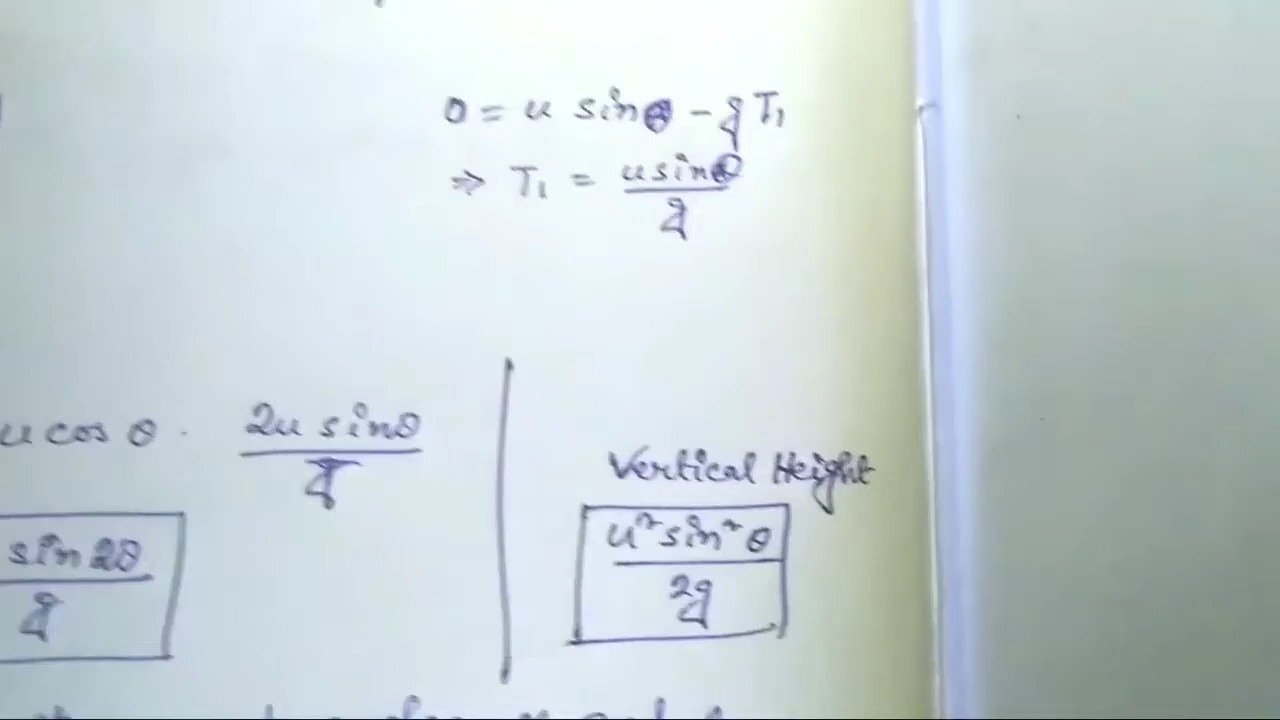 0 = u sinθ - g T₁
⇒ T₁ = u sinθ / g
u cos θ · 2u sinθ / g
sin 2θ / g
Vertical Height
u² sin² θ / 2g